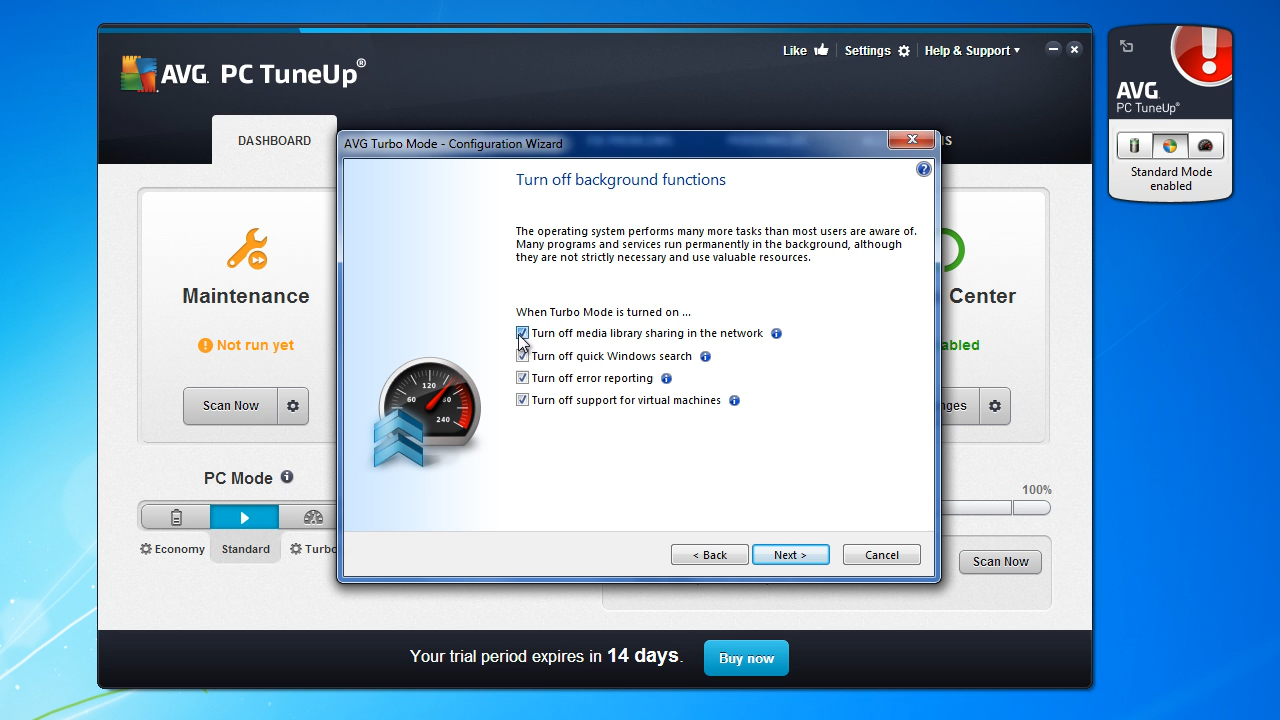 Like
Settings
Help & Support
AVG. PC TuneUp®
DASHBOARD
AVG Turbo Mode - Configuration Wizard
Turn off background functions
The operating system performs many more tasks than most users are aware of.
Many programs and services run permanently in the background, although
they are not strictly necessary and use valuable resources.
When Turbo Mode is turned on ...
Turn off media library sharing in the network
Turn off quick Windows search
Turn off error reporting
Turn off support for virtual machines
120
60
80
240
< Back
Next >
Cancel
Maintenance
Not run yet
Scan Now
Center
PC Mode
Economy
Standard
Turbo
100%
Scan Now
Your trial period expires in 14 days.
Buy now
AVG.
PC TuneUp®
Standard Mode
enabled